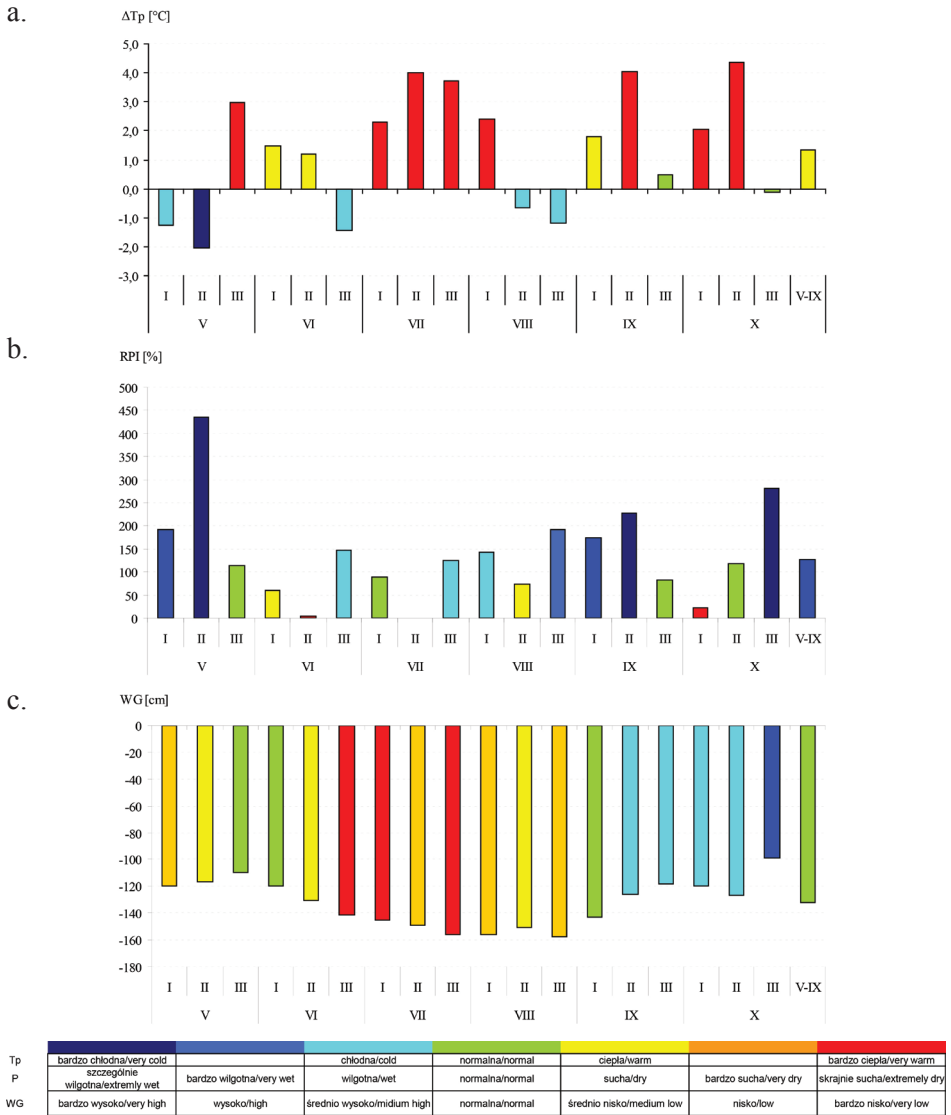 a.
ΔTp [°C]
5,0
4,0
3,0
2,0
1,0
0,0
-1,0
-2,0
-3,0
I II III I II III I II III I II III I II III I II III V-IX
V VI VII VIII IX X
b.
RPI [%]
500
450
400
350
300
250
200
150
100
50
0
I II III I II III I II III I II III I II III I II III V-IX
V VI VII VIII IX X
c.
WG [cm]
0
-20
-40
-60
-80
-100
-120
-140
-160
-180
I II III I II III I II III I II III I II III I II III V-IX
V VI VII VIII IX X
Tp bardzo chłodna/very cold chłodna/cold normalna/normal ciepła/warm bardzo ciepła/very warm
P szczególnie wilgotna/extremly wet bardzo wilgotna/very wet wilgotna/wet normalna/normal sucha/dry bardzo sucha/very dry skrajnie sucha/extremely dry
WG bardzo wysoko/very high wysoko/high średnio wysoko/midium high normalna/normal średnio nisko/medium low nisko/low bardzo nisko/very low